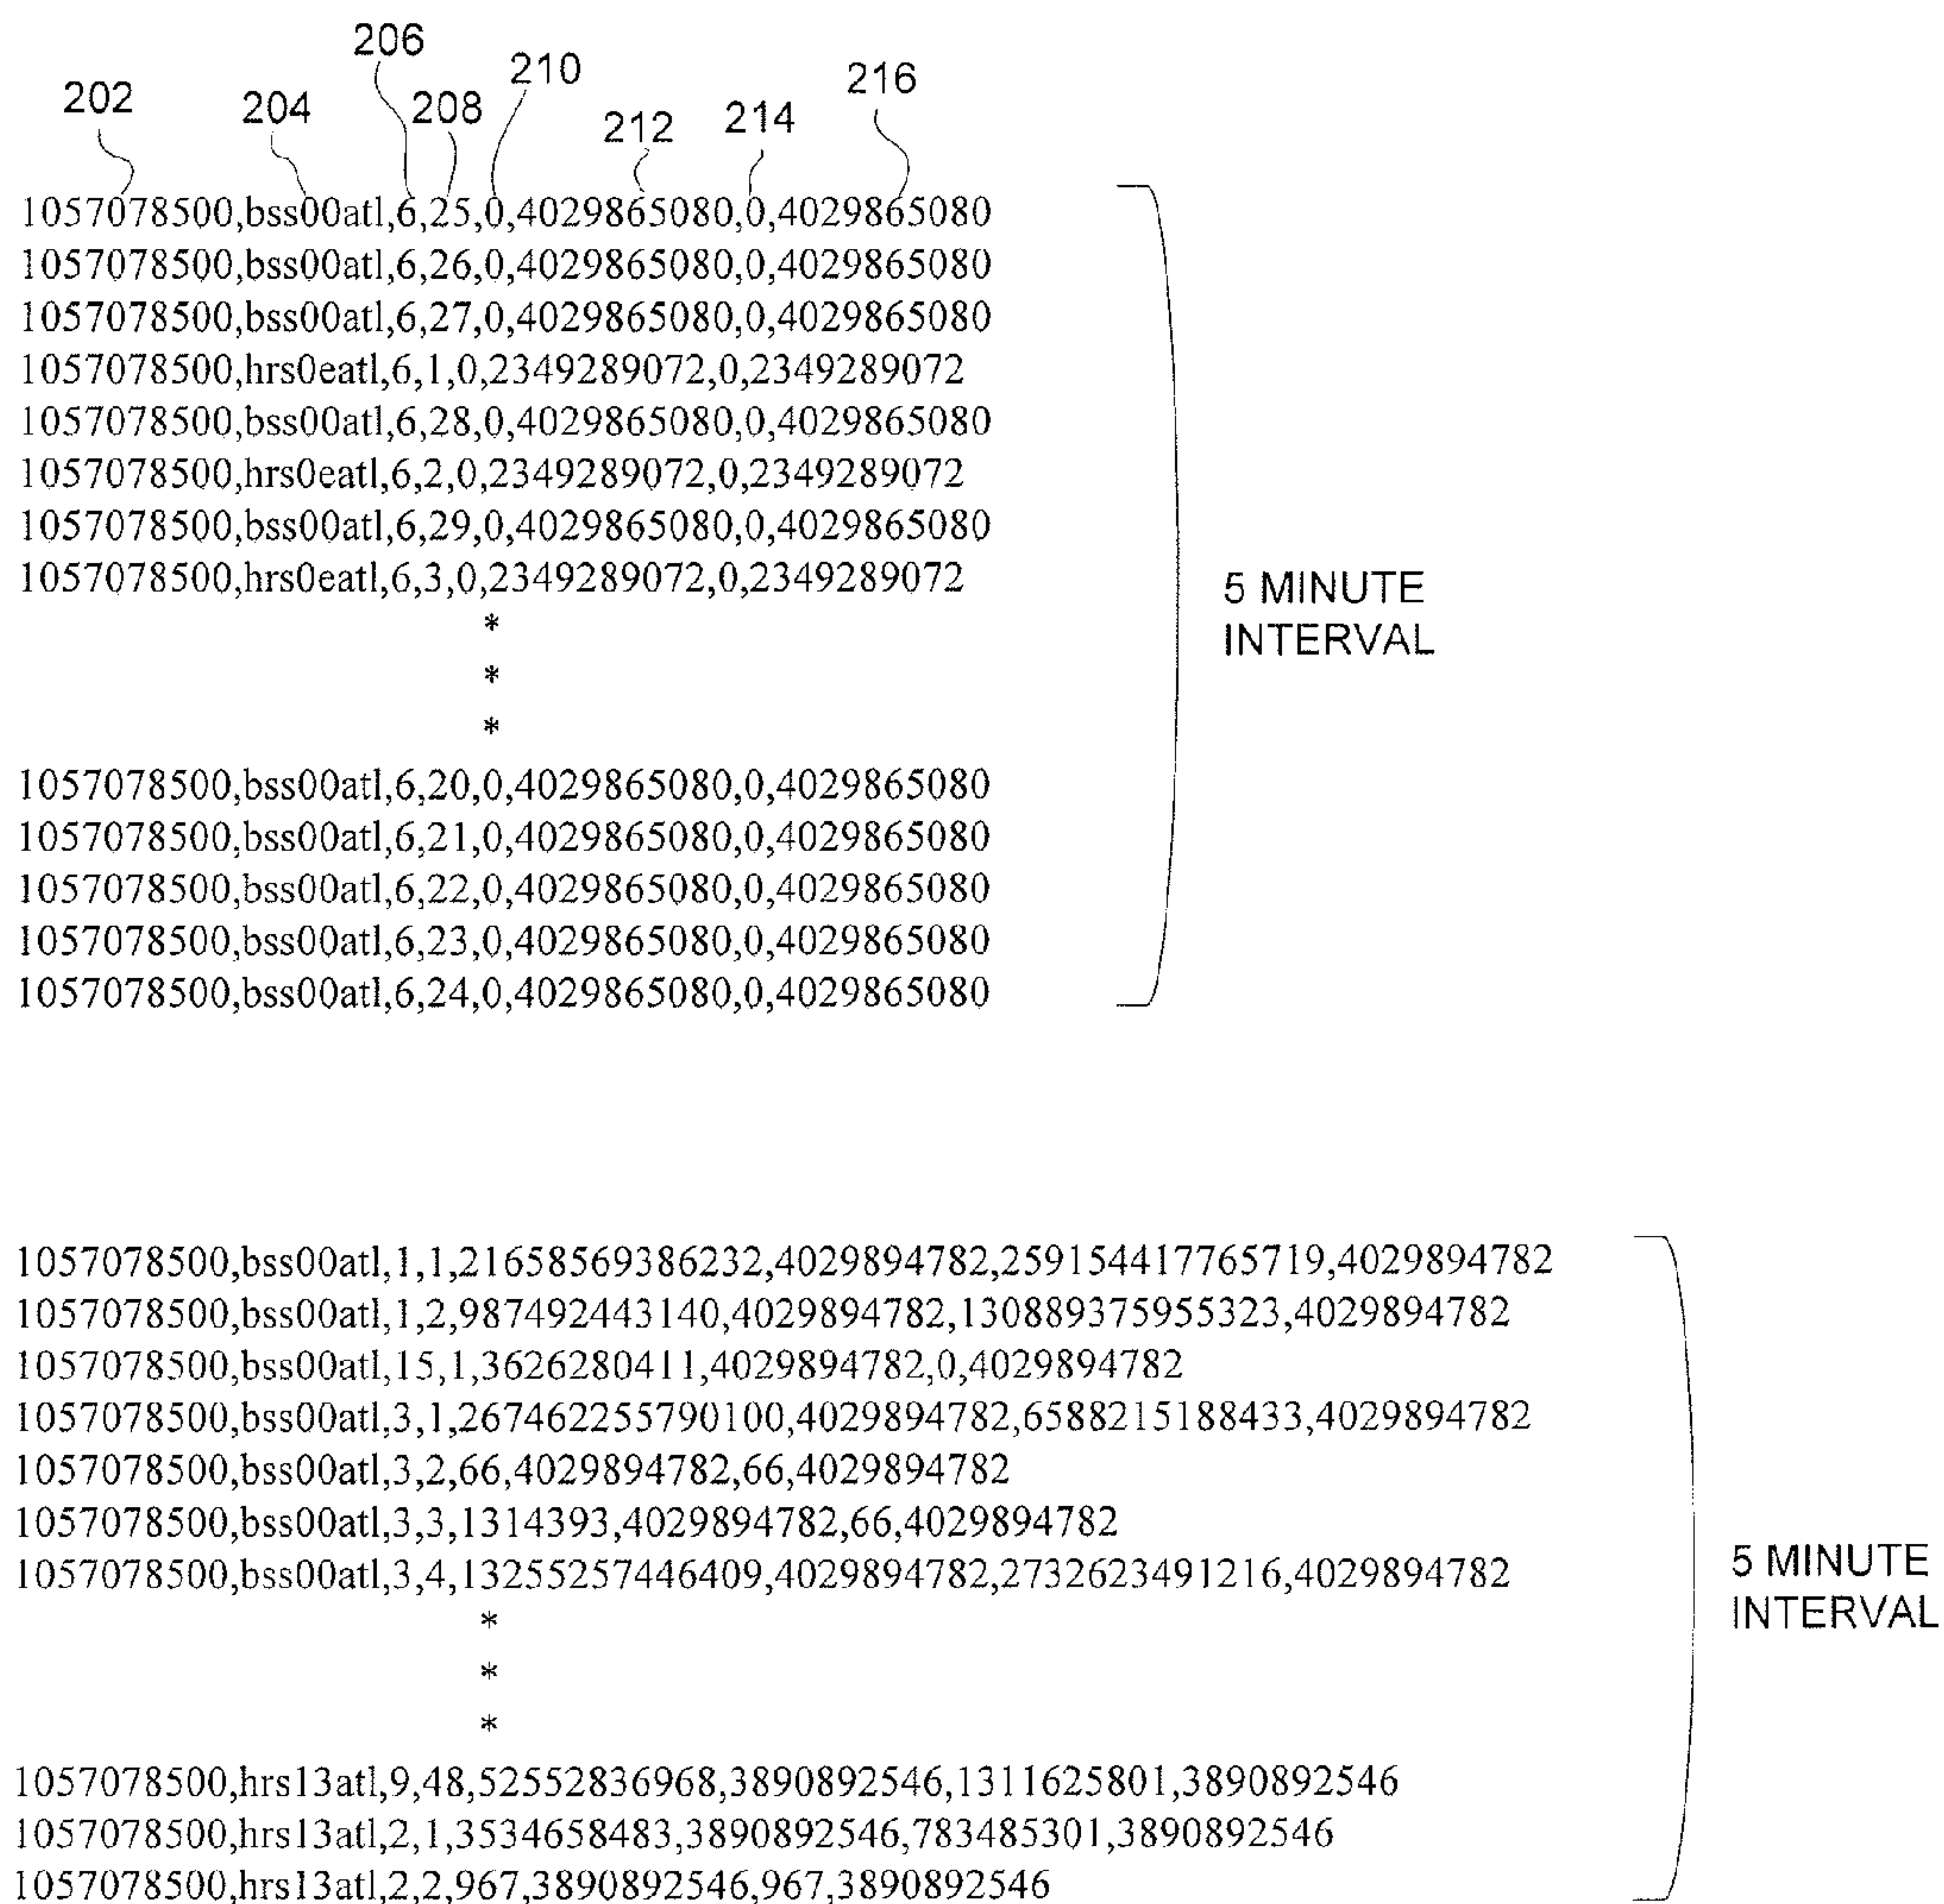 206
210
216
202
204
208
212
214
1057078500,bss00atl,6,25,0,4029865080,0,4029865080
1057078500,bss00atl,6,26,0,4029865080,0,4029865080
1057078500,bss00atl,6,27,0,4029865080,0,4029865080
1057078500,hrs0eatl,6,1,0,2349289072,0,2349289072
1057078500,bss00atl,6,28,0,4029865080,0,4029865080
1057078500,hrs0eatl,6,2,0,2349289072,0,2349289072
1057078500,bss00atl,6,29,0,4029865080,0,4029865080
1057078500,hrs0eatl,6,3,0,2349289072,0,2349289072
*
*
*
1057078500,bss00atl,6,20,0,4029865080,0,4029865080
1057078500,bss00atl,6,21,0,4029865080,0,4029865080
1057078500,bss00atl,6,22,0,4029865080,0,4029865080
1057078500,bss00atl,6,23,0,4029865080,0,4029865080
1057078500,bss00atl,6,24,0,4029865080,0,4029865080
5 MINUTE
INTERVAL
1057078500,bss00atl,1,1,21658569386232,4029894782,259154417765719,4029894782
1057078500,bss00atl,1,2,987492443140,4029894782,130889375955323,4029894782
1057078500,bss00atl,15,1,3626280411,4029894782,0,4029894782
1057078500,bss00atl,3,1,267462255790100,4029894782,6588215188433,4029894782
1057078500,bss00atl,3,2,66,4029894782,66,4029894782
1057078500,bss00atl,3,3,1314393,4029894782,66,4029894782
1057078500,bss00atl,3,4,13255257446409,4029894782,2732623491216,4029894782
*
*
*
1057078500,hrs13atl,9,48,52552836968,3890892546,1311625801,3890892546
1057078500,hrs13atl,2,1,3534658483,3890892546,783485301,3890892546
1057078500,hrs13atl,2,2,967,3890892546,967,3890892546
5 MINUTE
INTERVAL